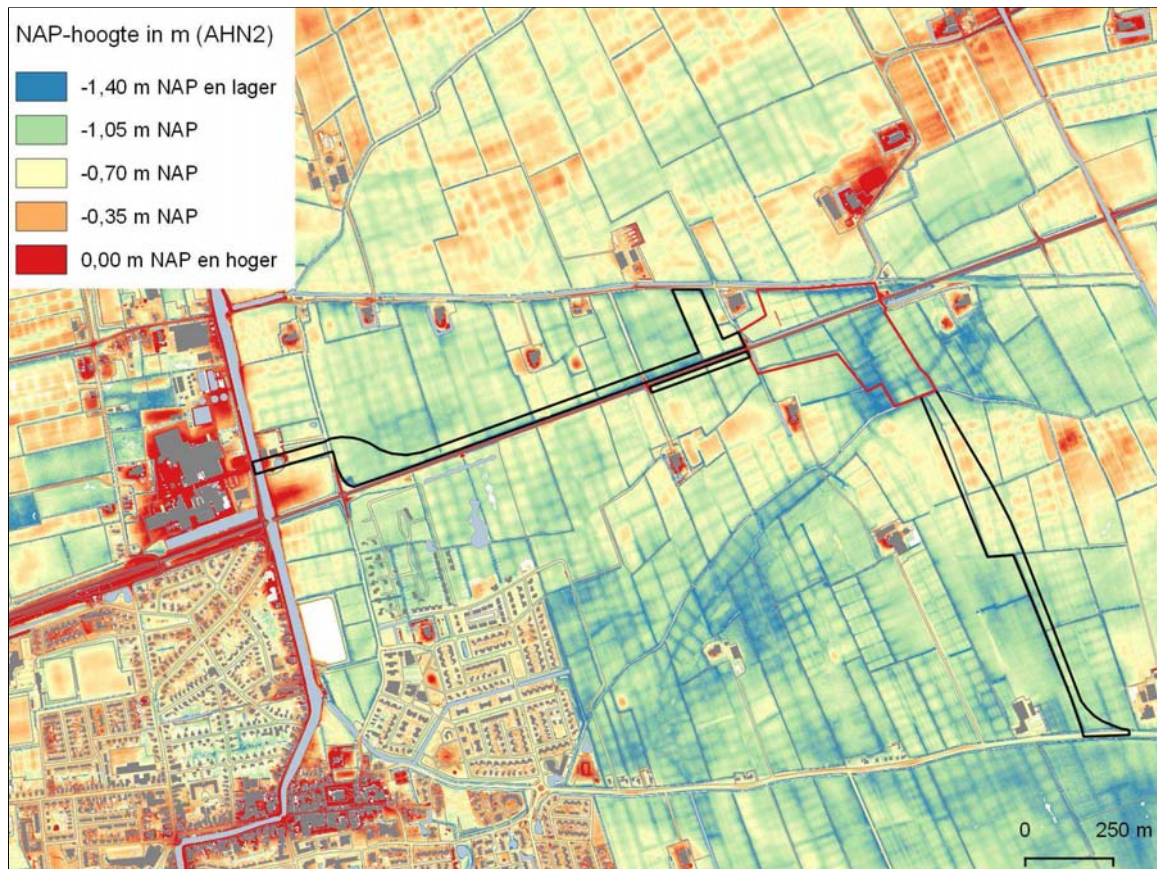 NAP-hoogte in m (AHN2)
-1,40 m NAP en lager
-1,05 m NAP
-0,70 m NAP
-0,35 m NAP
0,00 m NAP en hoger
0 250 m